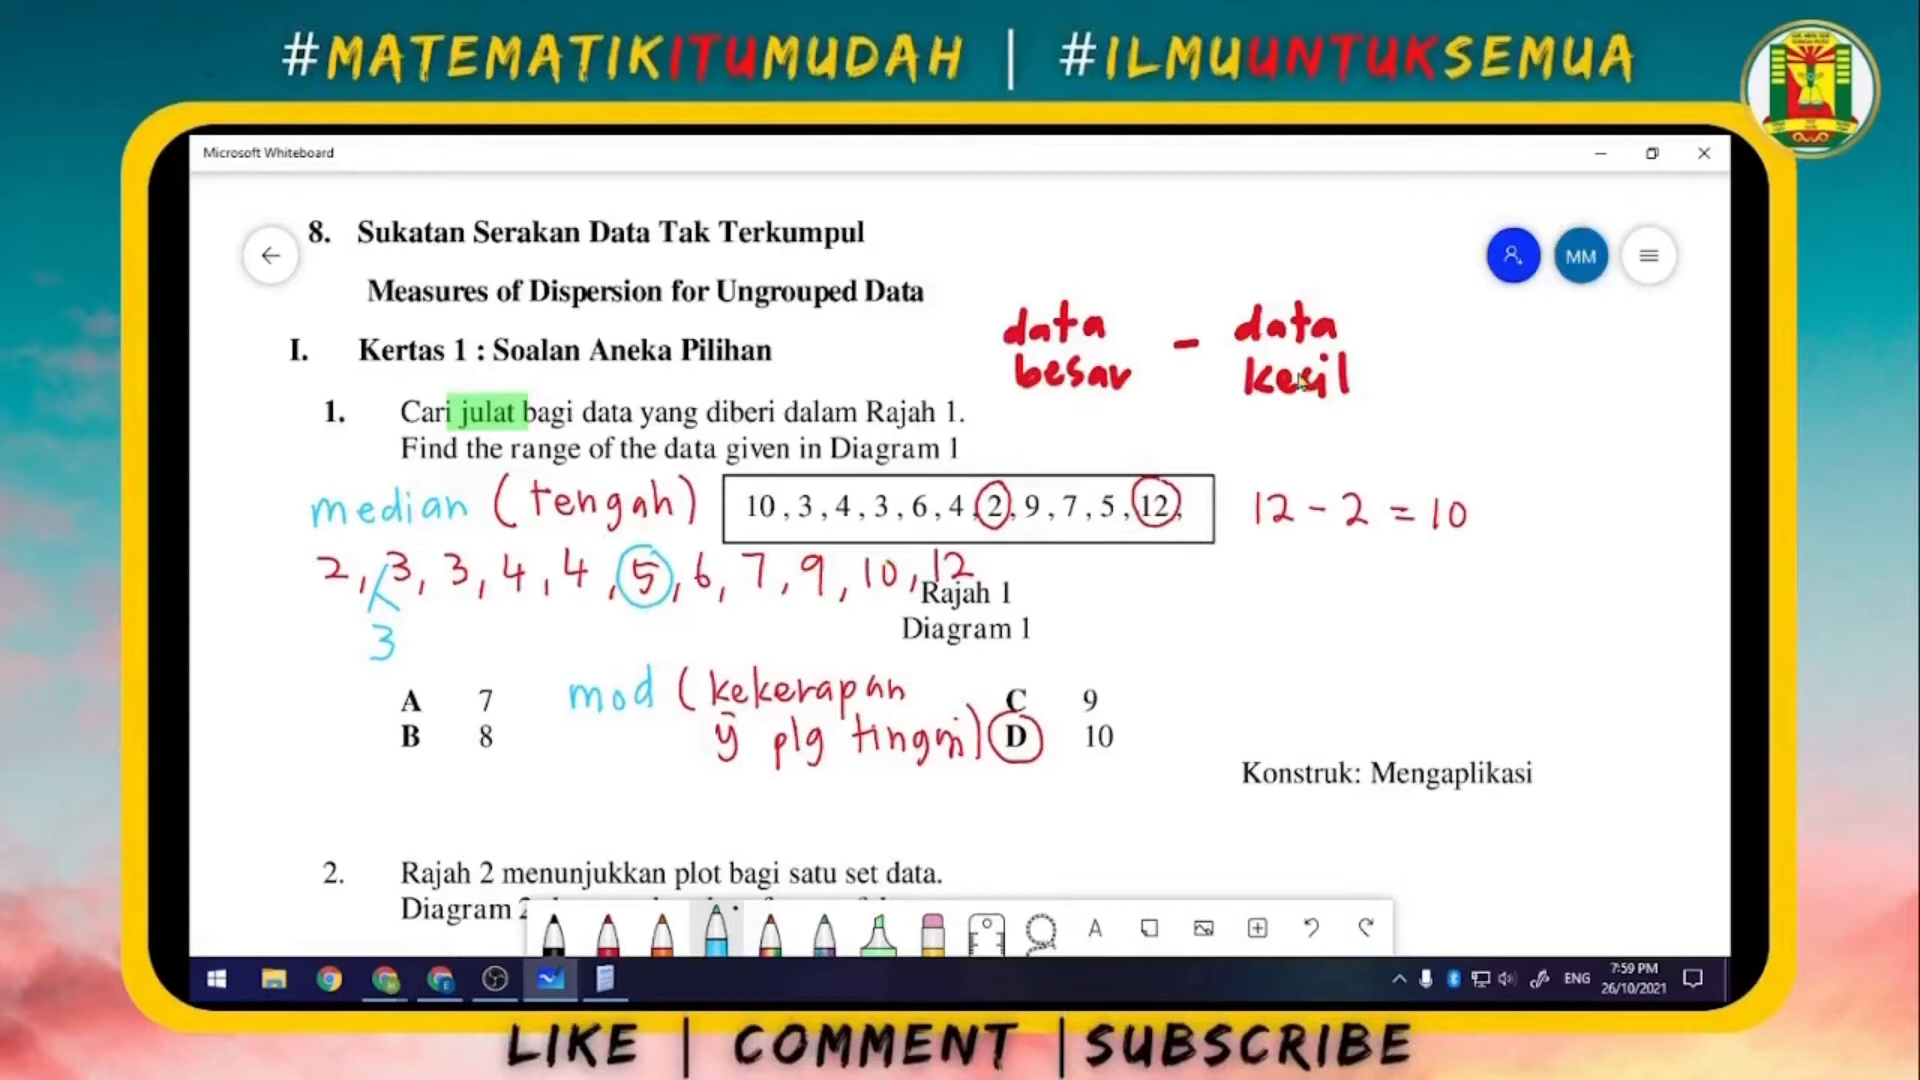 #MATEMATIKITUMUDAH | #ILMUUNTUKSEMUA
Microsoft Whiteboard
8. Sukatan Serakan Data Tak Terkumpul
MM
Measures of Dispersion for Ungrouped Data
data besar - data kecil
I. Kertas 1 : Soalan Aneka Pilihan
1. Cari julat bagi data yang diberi dalam Rajah 1.
Find the range of the data given in Diagram 1
median (tengah)
10 , 3 , 4 , 3 , 6 , 4 , 2 , 9 , 7 , 5 , 12,
12 - 2 = 10
2, 3, 3, 4, 4, 5, 6, 7, 9, 10, 12
Rajah 1
Diagram 1
3
mod (kekerapan
ȳ plg tinggi)
A 7 C 9
B 8 D 10
Konstruk: Mengaplikasi
2. Rajah 2 menunjukkan plot bagi satu set data.
Diagram 2
A
ENG
7:59 PM
26/10/2021
LIKE | COMMENT | SUBSCRIBE